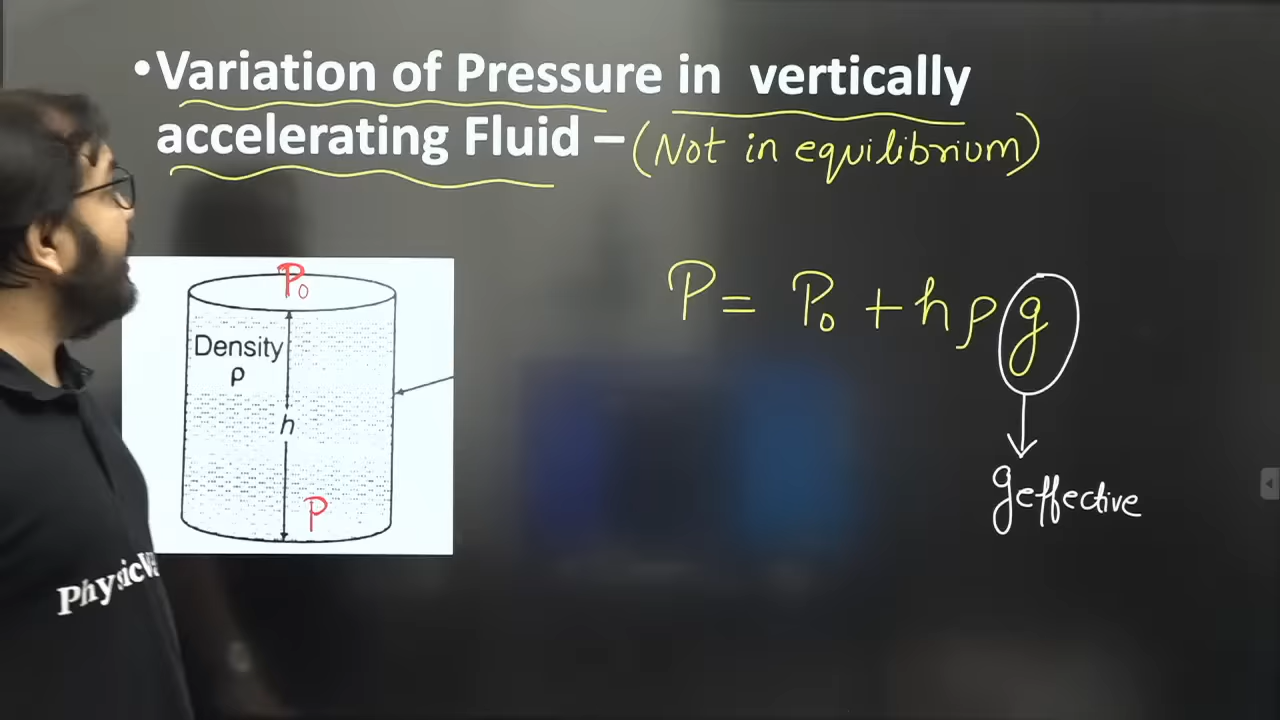 •Variation of Pressure in vertically
accelerating Fluid – (Not in equilibrium)
P₀
Density
ρ
h
P
P = P₀ + hρg
geffective